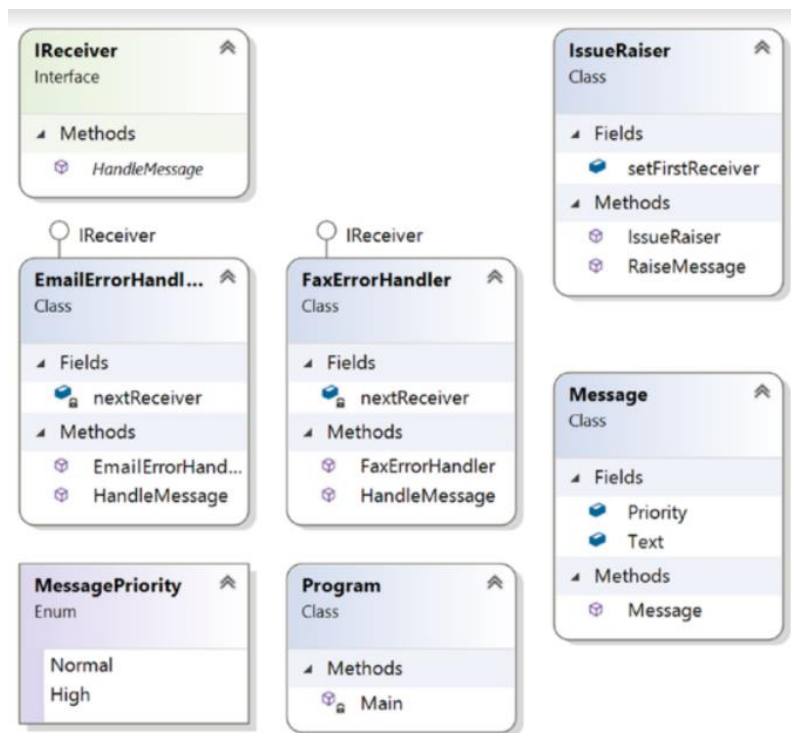 IReceiver
Interface
Methods
HandleMessage
IssueRaiser
Class
Fields
setFirstReceiver
Methods
IssueRaiser
RaiseMessage
IReceiver
EmailErrorHandl...
Class
Fields
nextReceiver
Methods
EmailErrorHand...
HandleMessage
IReceiver
FaxErrorHandler
Class
Fields
nextReceiver
Methods
FaxErrorHandler
HandleMessage
Message
Class
Fields
Priority
Text
Methods
Message
MessagePriority
Enum
Normal
High
Program
Class
Methods
Main